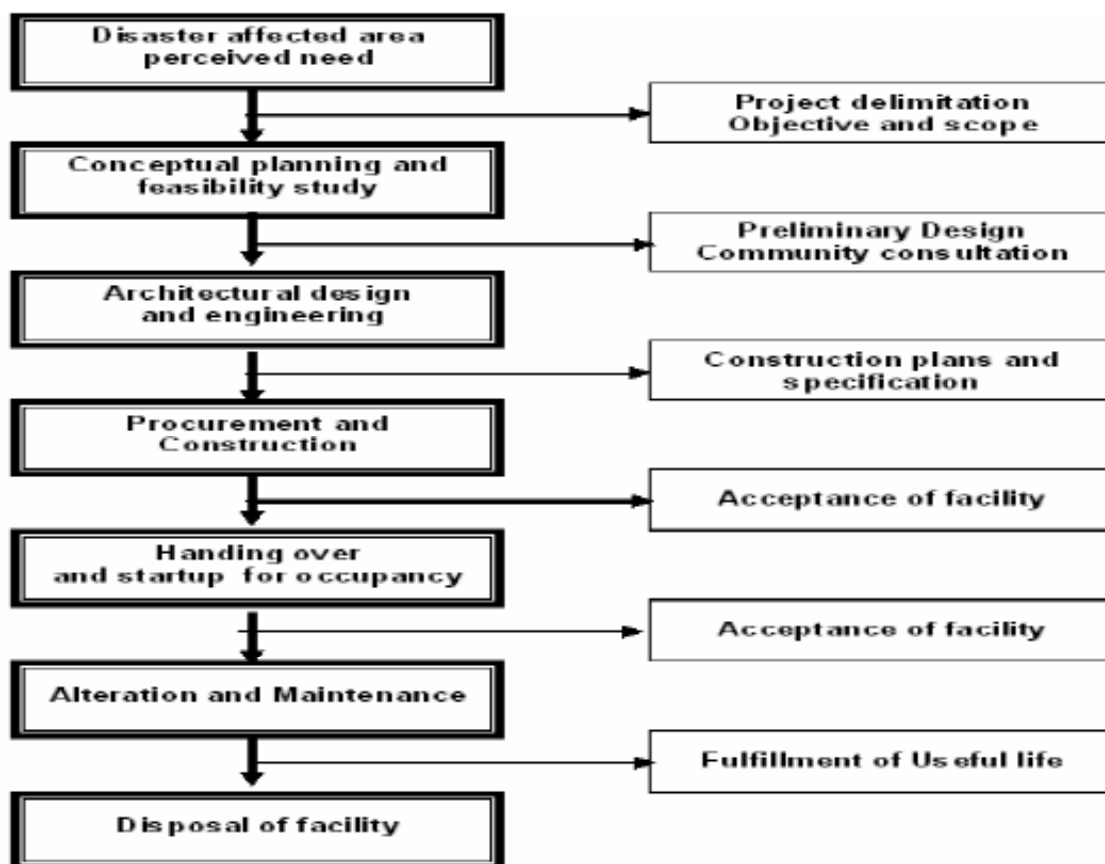 Disaster affected area
perceived need
Project delimitation
Objective and scope
Conceptual planning and
feasibility study
Preliminary Design
Community consultation
Architectural design
and engineering
Construction plans and
specification
Procurement and
Construction
Acceptance of facility
Handing over
and startup for occupancy
Acceptance of facility
Alteration and Maintenance
Fulfillment of Useful life
Disposal of facility